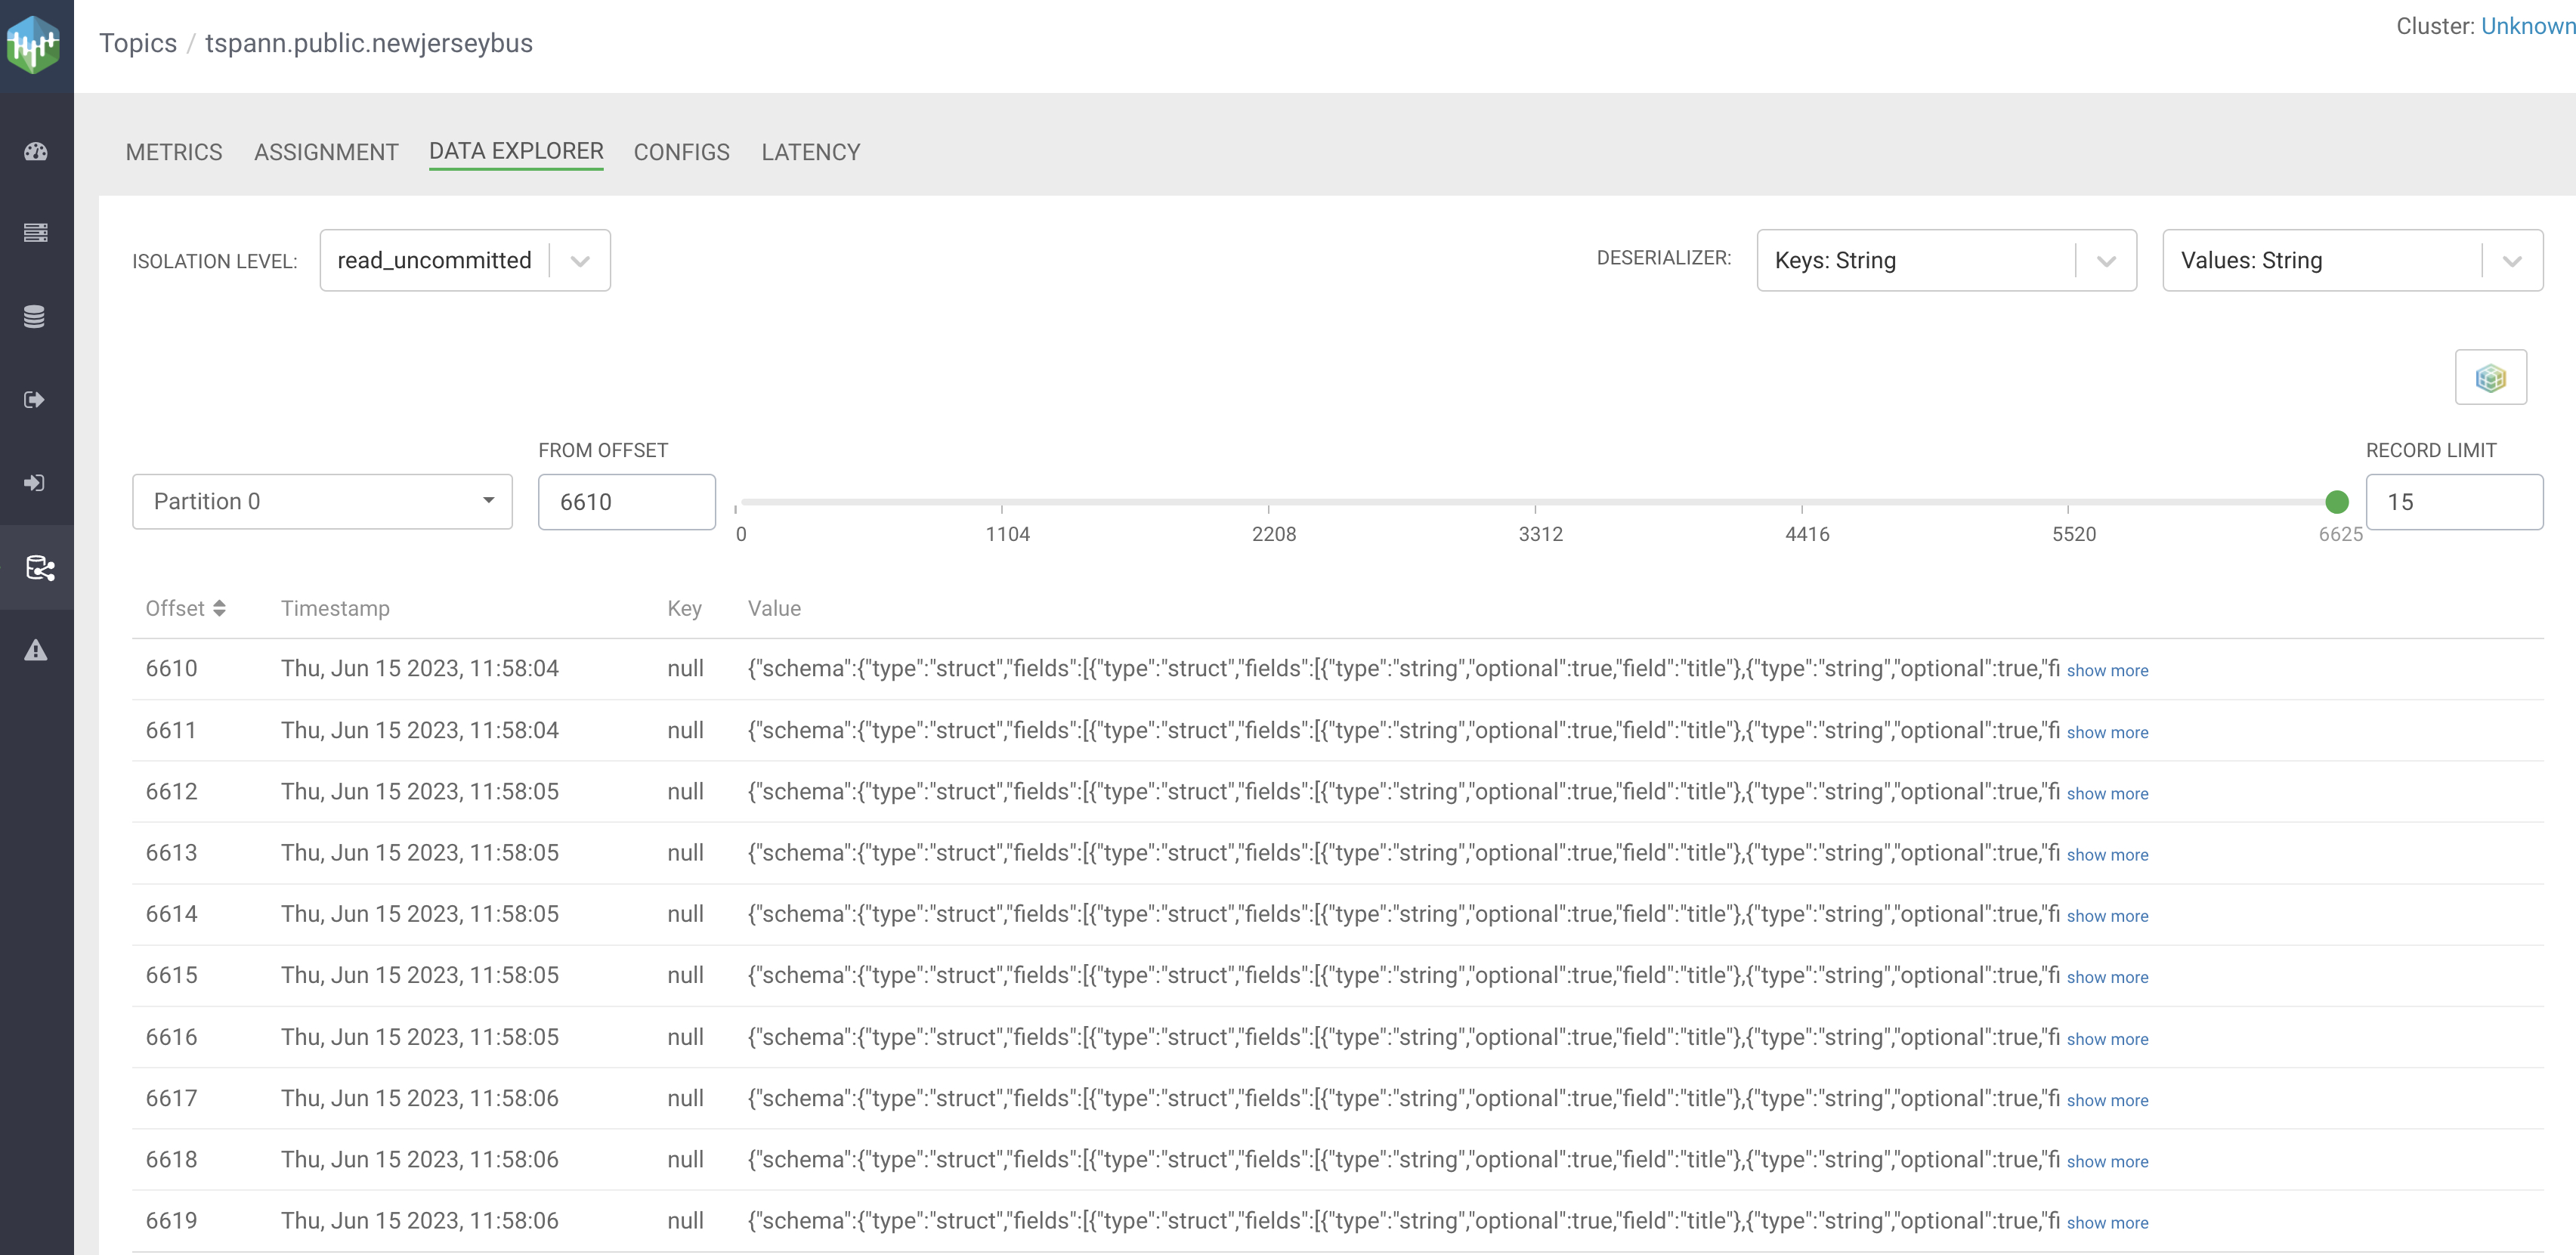 Topics / tspann.public.newjerseybus
Cluster: Unknown
METRICS ASSIGNMENT DATA EXPLORER CONFIGS LATENCY
ISOLATION LEVEL: read_uncommitted DESERIALIZER: Keys: String Values: String
FROM OFFSET RECORD LIMIT
Partition 0 6610 15
0 1104 2208 3312 4416 5520 6625
Offset Timestamp Key Value
6610 Thu, Jun 15 2023, 11:58:04 null {"schema":{"type":"struct","fields":[{"type":"struct","fields":[{"type":"string","optional":true,"field":"title"},{"type":"string","optional":true,"fi show more
6611 Thu, Jun 15 2023, 11:58:04 null {"schema":{"type":"struct","fields":[{"type":"struct","fields":[{"type":"string","optional":true,"field":"title"},{"type":"string","optional":true,"fi show more
6612 Thu, Jun 15 2023, 11:58:05 null {"schema":{"type":"struct","fields":[{"type":"struct","fields":[{"type":"string","optional":true,"field":"title"},{"type":"string","optional":true,"fi show more
6613 Thu, Jun 15 2023, 11:58:05 null {"schema":{"type":"struct","fields":[{"type":"struct","fields":[{"type":"string","optional":true,"field":"title"},{"type":"string","optional":true,"fi show more
6614 Thu, Jun 15 2023, 11:58:05 null {"schema":{"type":"struct","fields":[{"type":"struct","fields":[{"type":"string","optional":true,"field":"title"},{"type":"string","optional":true,"fi show more
6615 Thu, Jun 15 2023, 11:58:05 null {"schema":{"type":"struct","fields":[{"type":"struct","fields":[{"type":"string","optional":true,"field":"title"},{"type":"string","optional":true,"fi show more
6616 Thu, Jun 15 2023, 11:58:05 null {"schema":{"type":"struct","fields":[{"type":"struct","fields":[{"type":"string","optional":true,"field":"title"},{"type":"string","optional":true,"fi show more
6617 Thu, Jun 15 2023, 11:58:06 null {"schema":{"type":"struct","fields":[{"type":"struct","fields":[{"type":"string","optional":true,"field":"title"},{"type":"string","optional":true,"fi show more
6618 Thu, Jun 15 2023, 11:58:06 null {"schema":{"type":"struct","fields":[{"type":"struct","fields":[{"type":"string","optional":true,"field":"title"},{"type":"string","optional":true,"fi show more
6619 Thu, Jun 15 2023, 11:58:06 null {"schema":{"type":"struct","fields":[{"type":"struct","fields":[{"type":"string","optional":true,"field":"title"},{"type":"string","optional":true,"fi show more